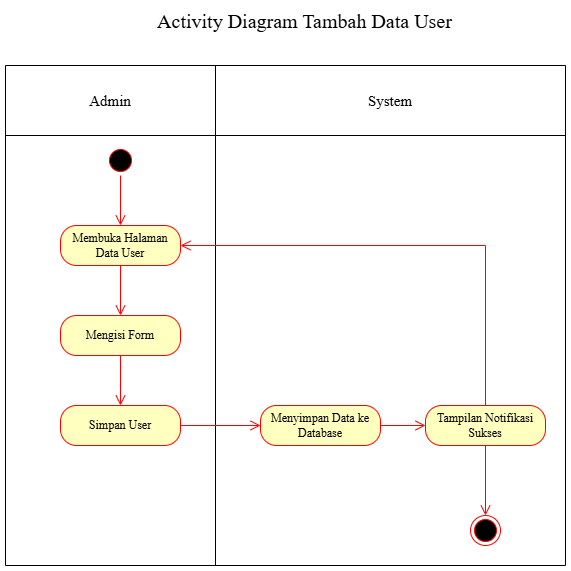 Activity Diagram Tambah Data User
Admin
System
Membuka Halaman
Data User
Mengisi Form
Simpan User
Menyimpan Data ke
Database
Tampilan Notifikasi
Sukses